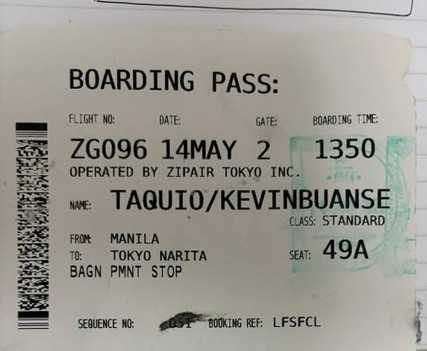 BOARDING PASS:
FLIGHT NO: DATE: GATE: BOARDING TIME:
ZG096 14MAY 2 1350
OPERATED BY ZIPAIR TOKYO INC.
NAME: TAQUIO/KEVINBUANSE
CLASS: STANDARD
FROM: MANILA
TO: TOKYO NARITA
SEAT: 49A
BAGN PMNT STOP
SEQUENCE NO: BOOKING REF: LFSFCL